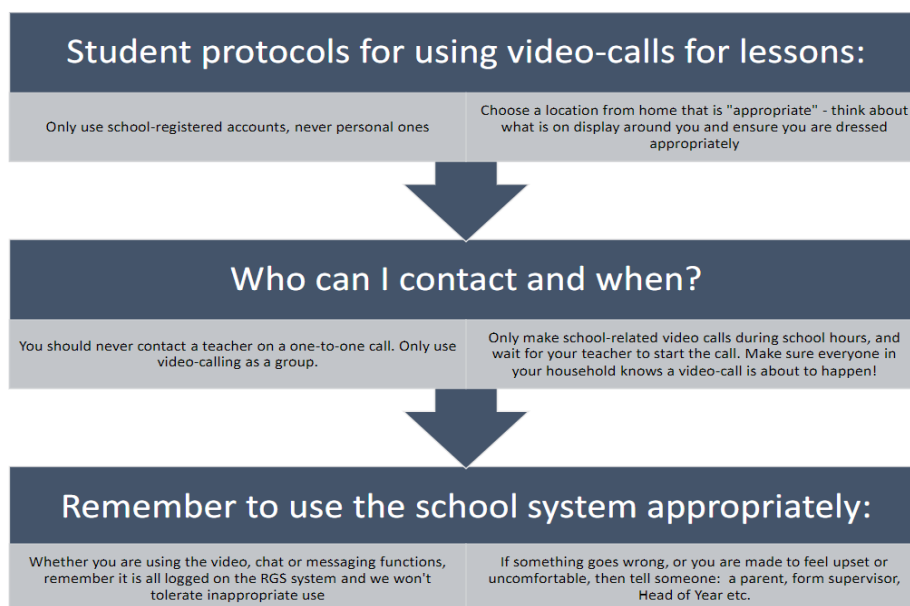 Student protocols for using video-calls for lessons:
Only use school-registered accounts, never personal ones
Choose a location from home that is "appropriate" - think about
what is on display around you and ensure you are dressed
appropriately
Who can I contact and when?
You should never contact a teacher on a one-to-one call. Only use
video-calling as a group.
Only make school-related video calls during school hours, and
wait for your teacher to start the call. Make sure everyone in
your household knows a video-call is about to happen!
Remember to use the school system appropriately:
Whether you are using the video, chat or messaging functions,
remember it is all logged on the RGS system and we won't
tolerate inappropriate use
If something goes wrong, or you are made to feel upset or
uncomfortable, then tell someone: a parent, form supervisor,
Head of Year etc.